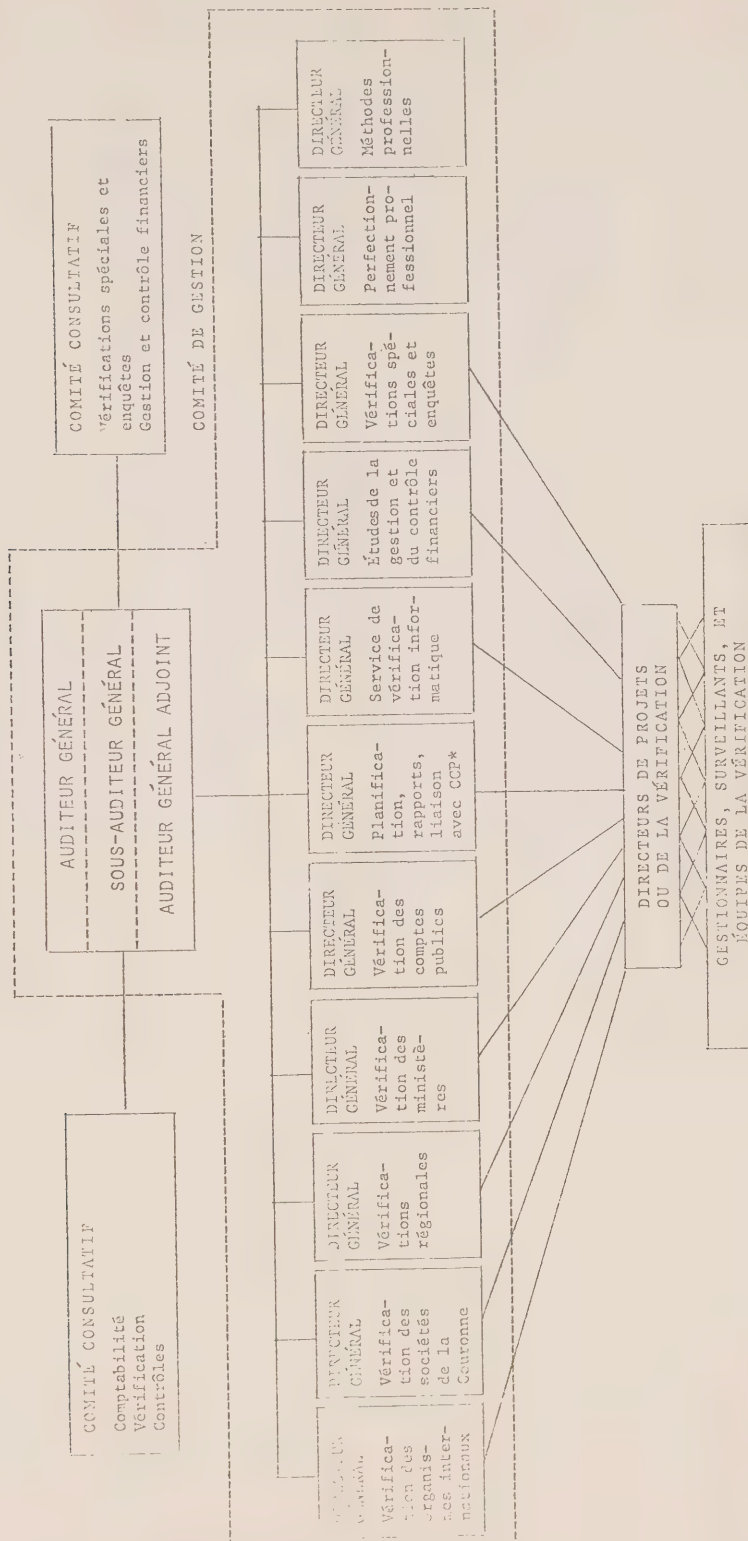 COMITÉ CONSULTATIF
Comptabilité
Vérification
Contrôles
AUDITEUR GÉNÉRAL
SOUS-AUDITEUR GÉNÉRAL
AUDITEUR GÉNÉRAL ADJOINT
COMITÉ CONSULTATIF
Vérifications spéciales et
enquêtes
Gestion et contrôle financiers
COMITÉ DE GESTION
GÉNÉRAL
Vérifica-
tion des
organis-
mes inter-
nationaux
DIRECTEUR
GÉNÉRAL
Vérifica-
tion des
sociétés
de la
Couronne
DIRECTEUR
GÉNÉRAL
Vérifica-
tions
régionales
DIRECTEUR
GÉNÉRAL
Vérifica-
tion des
ministè-
res
DIRECTEUR
GÉNÉRAL
Vérifica-
tion des
comptes
publics
DIRECTEUR
GÉNÉRAL
Planifica-
tion,
rapports,
liaison
avec CCP*
DIRECTEUR
GÉNÉRAL
Service de
vérifica-
tion infor-
matique
DIRECTEUR
GÉNÉRAL
Études de la
gestion et
du contrôle
financiers
DIRECTEUR
GÉNÉRAL
Vérifica-
tions spé-
ciales et
enquêtes
DIRECTEUR
GÉNÉRAL
Perfection-
nement pro-
fessionnel
DIRECTEUR
GÉNÉRAL
Méthodes
profession-
nelles
DIRECTEURS DE PROJETS
OU DE LA VÉRIFICATION
GESTIONNAIRES, SURVEILLANTS, ET
ÉQUIPES DE LA VÉRIFICATION